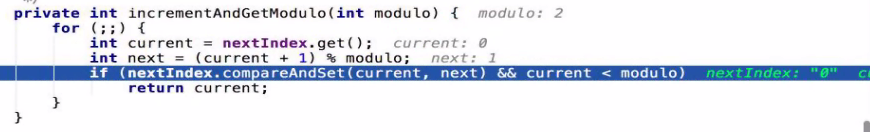 private int incrementAndGetModulo(int modulo) {  modulo: 2
    for (;;) {
        int current = nextIndex.get();  current: 0
        int next = (current + 1) % modulo;  next: 1
        if (nextIndex.compareAndSet(current, next) && current < modulo)  nextIndex: "0"
            return current;
    }
}